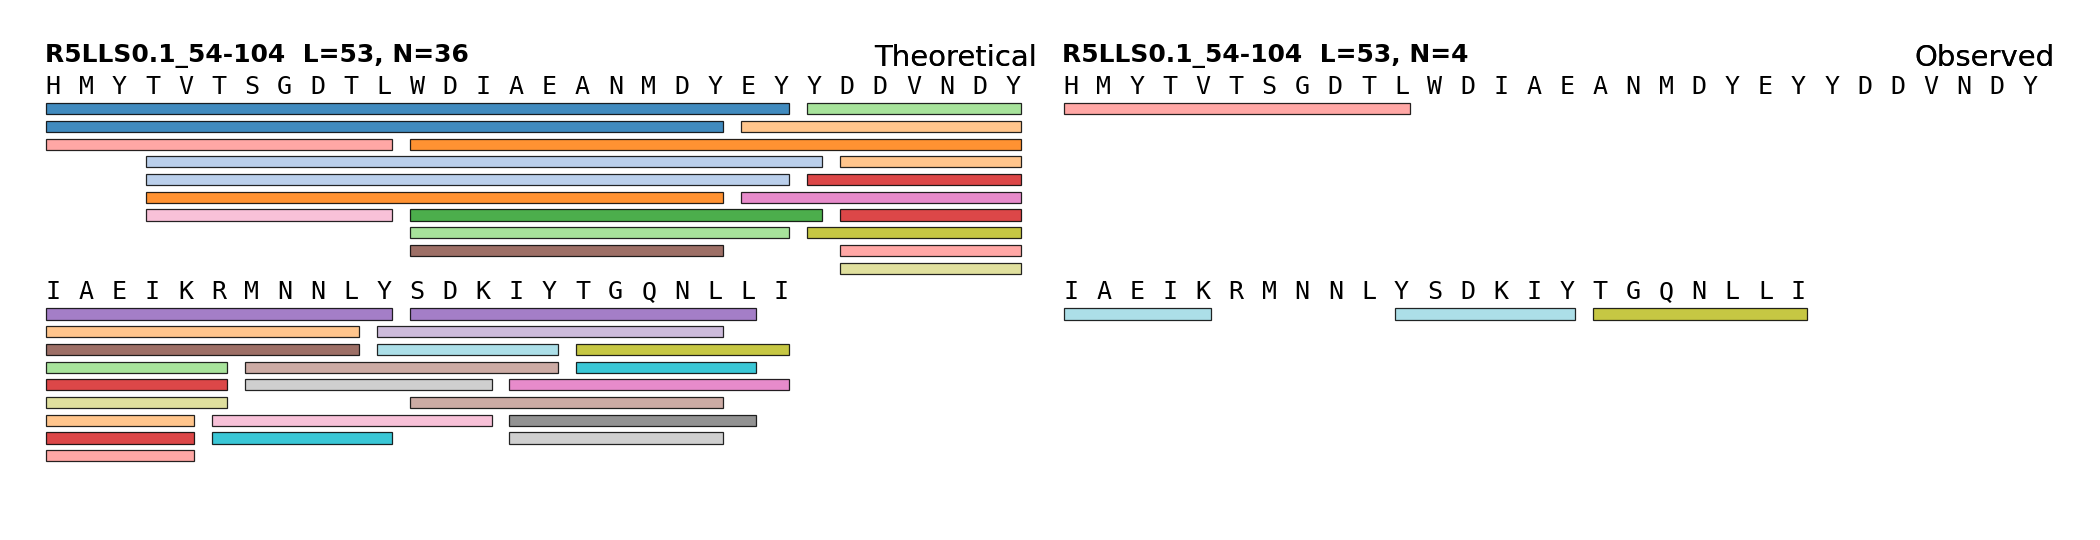 R5LLS0.1_54-104 L=53, N=36
Theoretical
H M Y T V T S G D T L W D I A E A N M D Y E Y Y D D V N D Y
I A E I K R M N N L Y S D K I Y T G Q N L L I
R5LLS0.1_54-104 L=53, N=4
Observed
H M Y T V T S G D T L W D I A E A N M D Y E Y Y D D V N D Y
I A E I K R M N N L Y S D K I Y T G Q N L L I